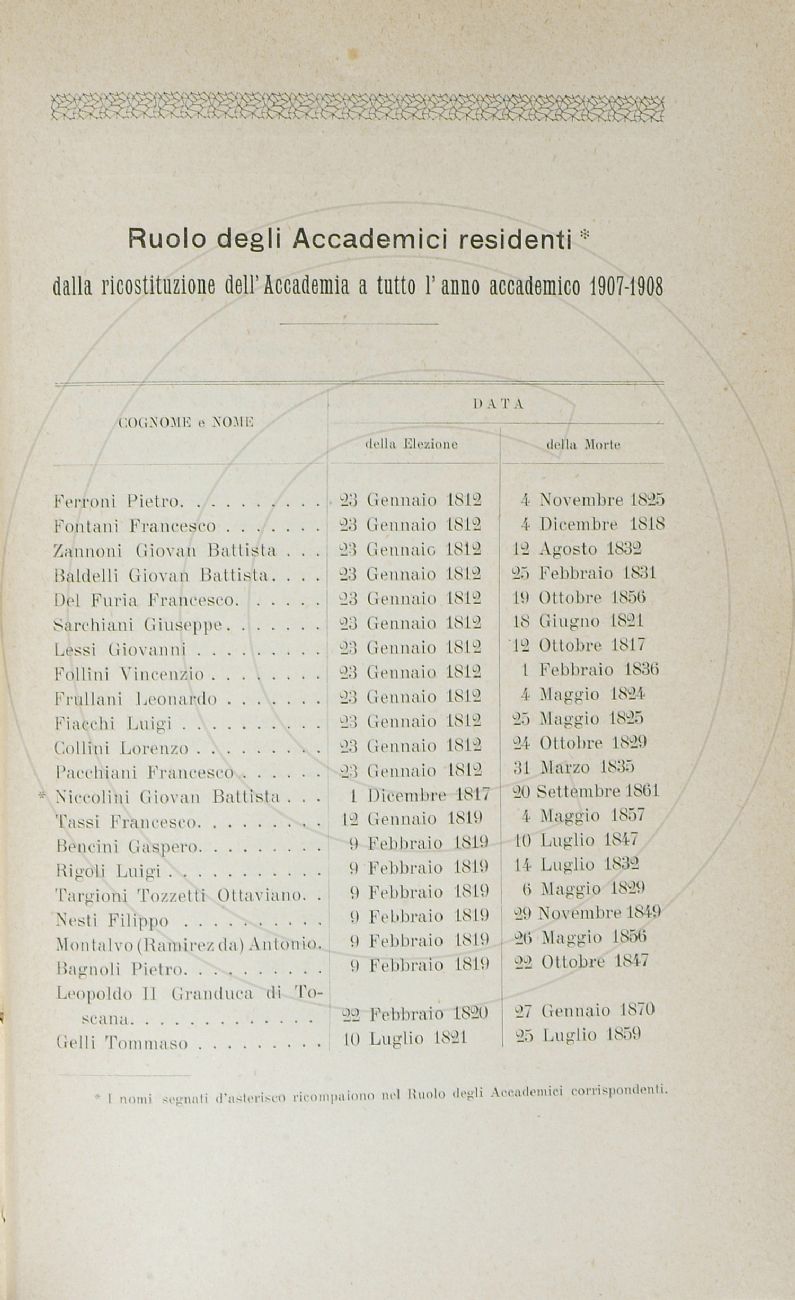 Ruolo degli Accademici residenti *
dalla ricostituzione dell' Accademia a tutto l' anno accademico 1907-1908
COGNOME e NOME
DATA
della Elezione
della Morte
Ferroni Pietro. . . . . . . . . . 23 Gennaio 1812 4 Novembre 1825
Fontani Francesco . . . . . . . 23 Gennaio 1812 4 Dicembre 1818
Zannoni Giovan Battista . . . 23 Gennaio 1812 12 Agosto 1832
Baldelli Giovan Battista. . . . 23 Gennaio 1812 25 Febbraio 1831
Del Furia Francesco. . . . . . 23 Gennaio 1812 19 Ottobre 1856
Sarchiani Giuseppe. . . . . . . 23 Gennaio 1812 18 Giugno 1821
Lessi Giovanni . . . . . . . . . 23 Gennaio 1812 12 Ottobre 1817
Follini Vincenzio . . . . . . . . 23 Gennaio 1812 1 Febbraio 1836
Frullani Leonardo . . . . . . . 23 Gennaio 1812 4 Maggio 1824
Fiacchi Luigi . . . . . . . . . . 23 Gennaio 1812 25 Maggio 1825
Collini Lorenzo . . . . . . . . . 23 Gennaio 1812 24 Ottobre 1829
Pacchiani Francesco . . . . . . 23 Gennaio 1812 31 Marzo 1835
* Niccolini Giovan Battista . . . 1 Dicembre 1817 20 Settembre 1861
Tassi Francesco. . . . . . . . . 12 Gennaio 1819 4 Maggio 1857
Bencini Gaspero. . . . . . . . . 9 Febbraio 1819 10 Luglio 1847
Rigoli Luigi . . . . . . . . . . . 9 Febbraio 1819 14 Luglio 1832
Targioni Tozzetti Ottaviano. . 9 Febbraio 1819 6 Maggio 1829
Nesti Filippo . . . . . . . . . . 9 Febbraio 1819 29 Novembre 1849
Montalvo (Ramirez da) Antonio. 9 Febbraio 1819 26 Maggio 1856
Bagnoli Pietro. . . . . . . . . . 9 Febbraio 1819 22 Ottobre 1847
Leopoldo II Granduca di To-
scana. . . . . . . . . . . . . 22 Febbraio 1820 27 Gennaio 1870
Gelli Tommaso . . . . . . . . . 10 Luglio 1821 25 Luglio 1859
* I nomi segnati d'asterisco ricompaiono nel Ruolo degli Accademici corrispondenti.